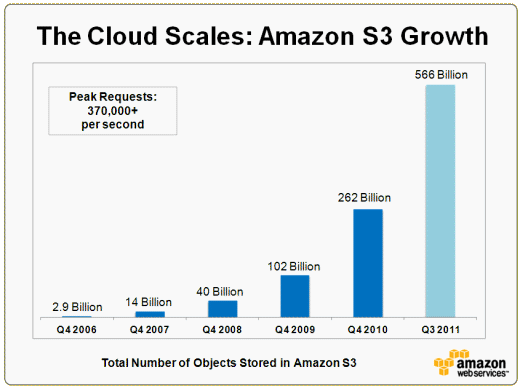 The Cloud Scales: Amazon S3 Growth
Peak Requests:
370,000+
per second
2.9 Billion
14 Billion
40 Billion
102 Billion
262 Billion
566 Billion
Q4 2006
Q4 2007
Q4 2008
Q4 2009
Q4 2010
Q3 2011
Total Number of Objects Stored in Amazon S3
amazon
webservices™